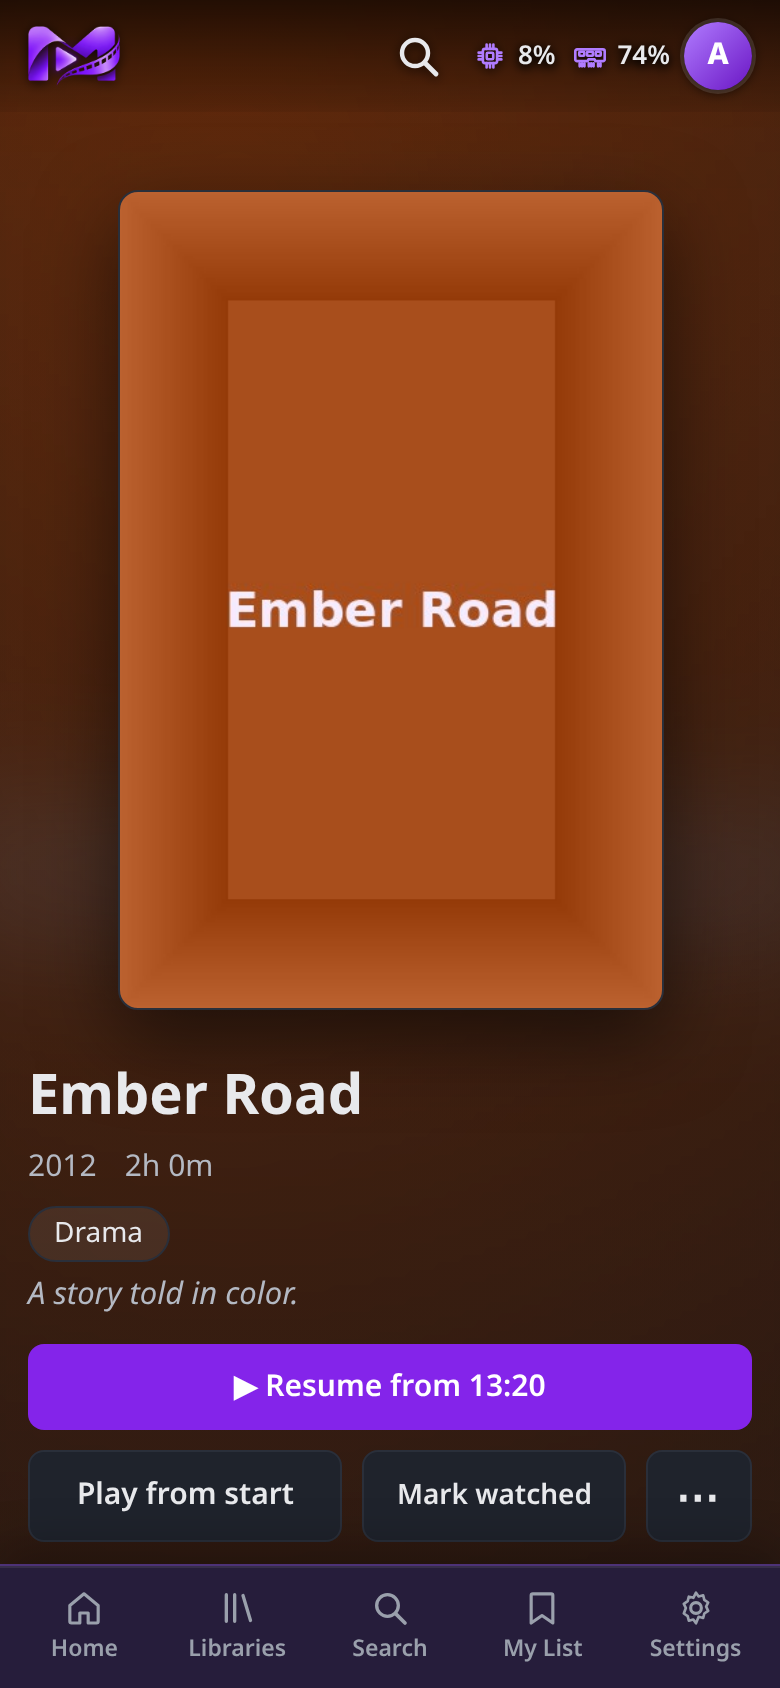 8% 74% A
Ember Road
Ember Road
2012 2h 0m
Drama
A story told in color.
▶ Resume from 13:20
Play from start Mark watched ...
Home Libraries Search My List Settings